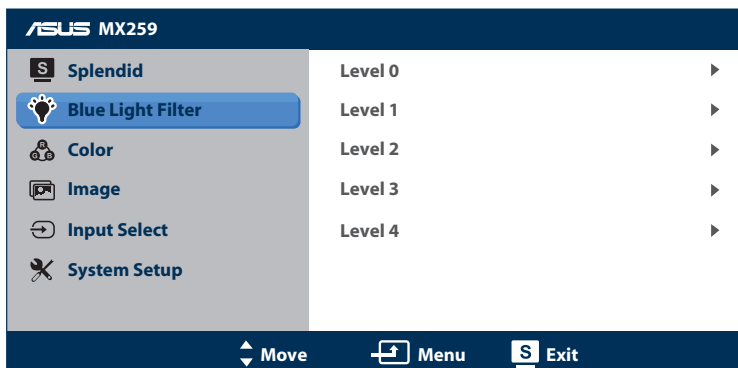 ASUS MX259
S Splendid
Blue Light Filter
R G B Color
Image
Input Select
System Setup
Level 0
Level 1
Level 2
Level 3
Level 4
Move Menu S Exit